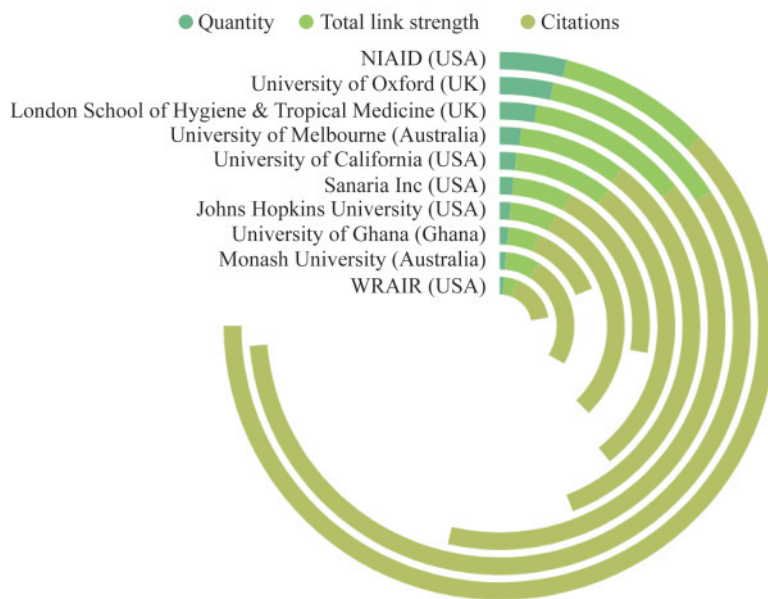 Quantity Total link strength Citations
NIAID (USA)
University of Oxford (UK)
London School of Hygiene & Tropical Medicine (UK)
University of Melbourne (Australia)
University of California (USA)
Sanaria Inc (USA)
Johns Hopkins University (USA)
University of Ghana (Ghana)
Monash University (Australia)
WRAIR (USA)